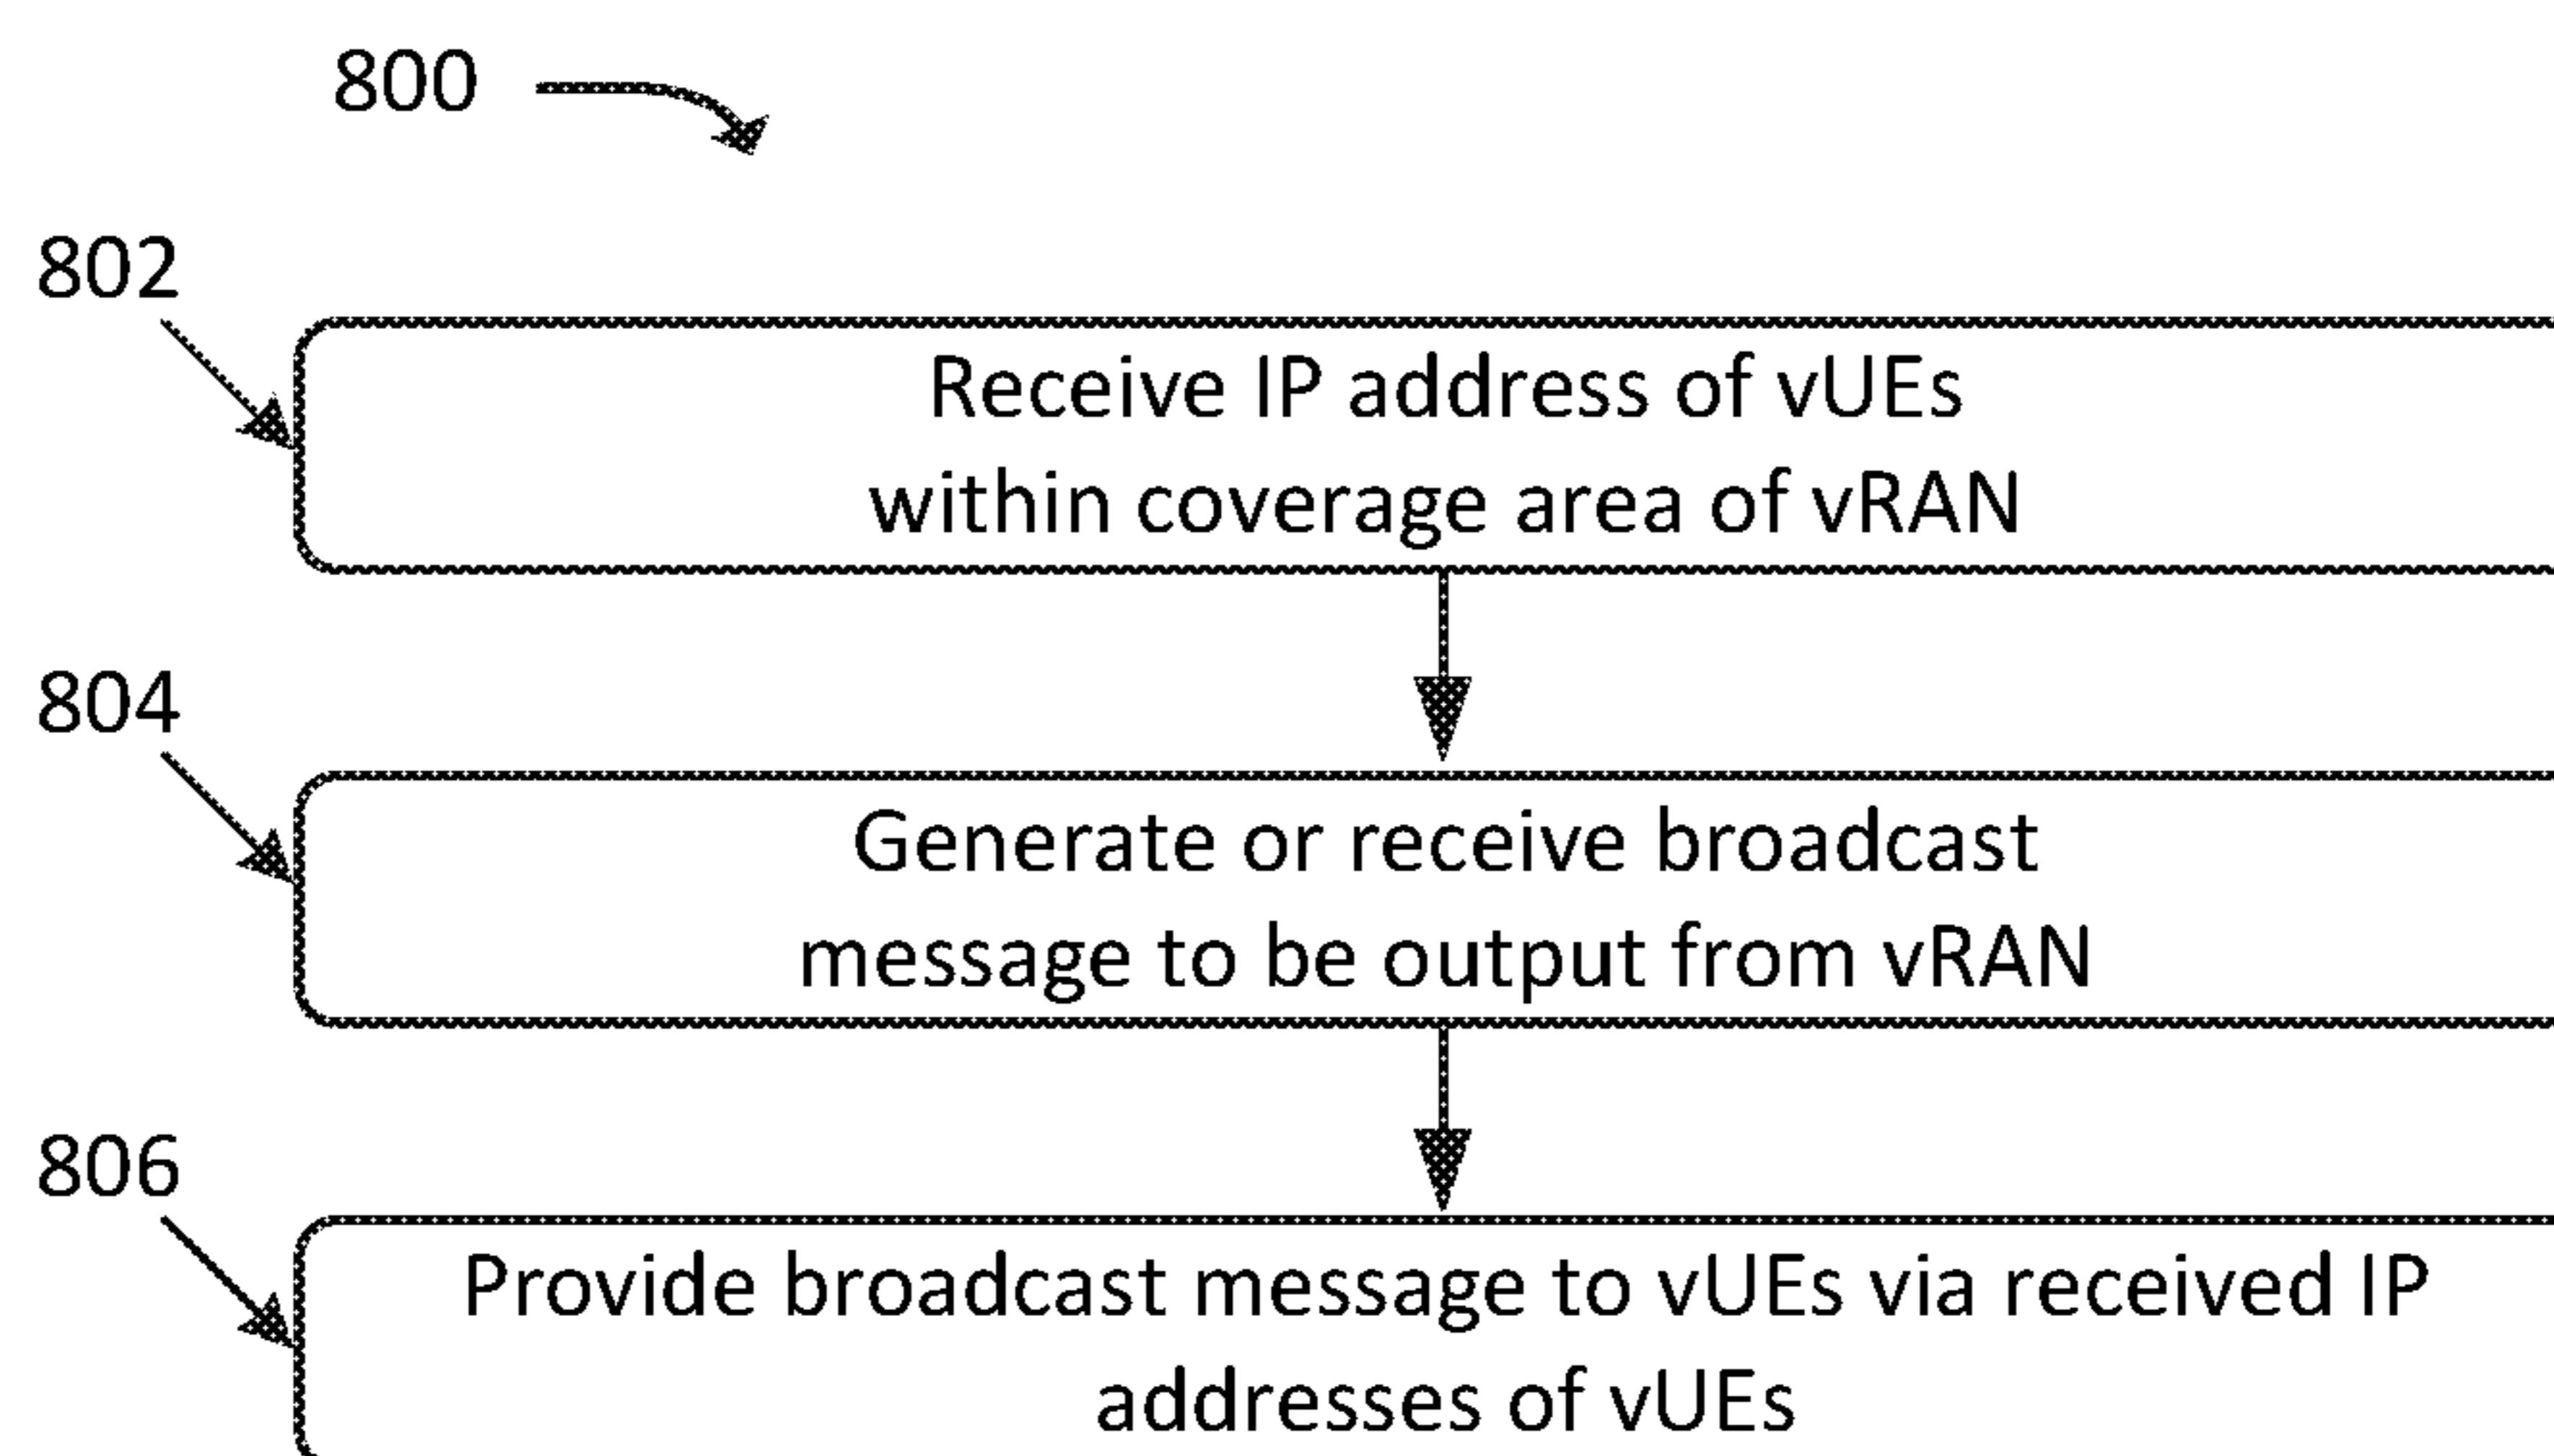 800
802
Receive IP address of vUEs
within coverage area of vRAN
804
Generate or receive broadcast
message to be output from vRAN
806
Provide broadcast message to vUEs via received IP
addresses of vUEs